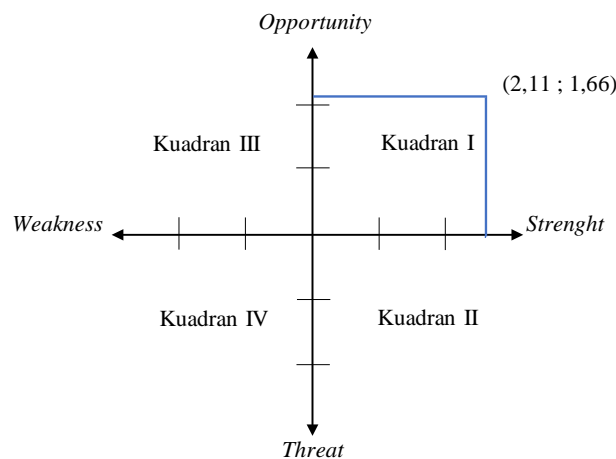 Opportunity
(2,11 ; 1,66)
Kuadran III
Kuadran I
Weakness
Strenght
Kuadran IV
Kuadran II
Threat